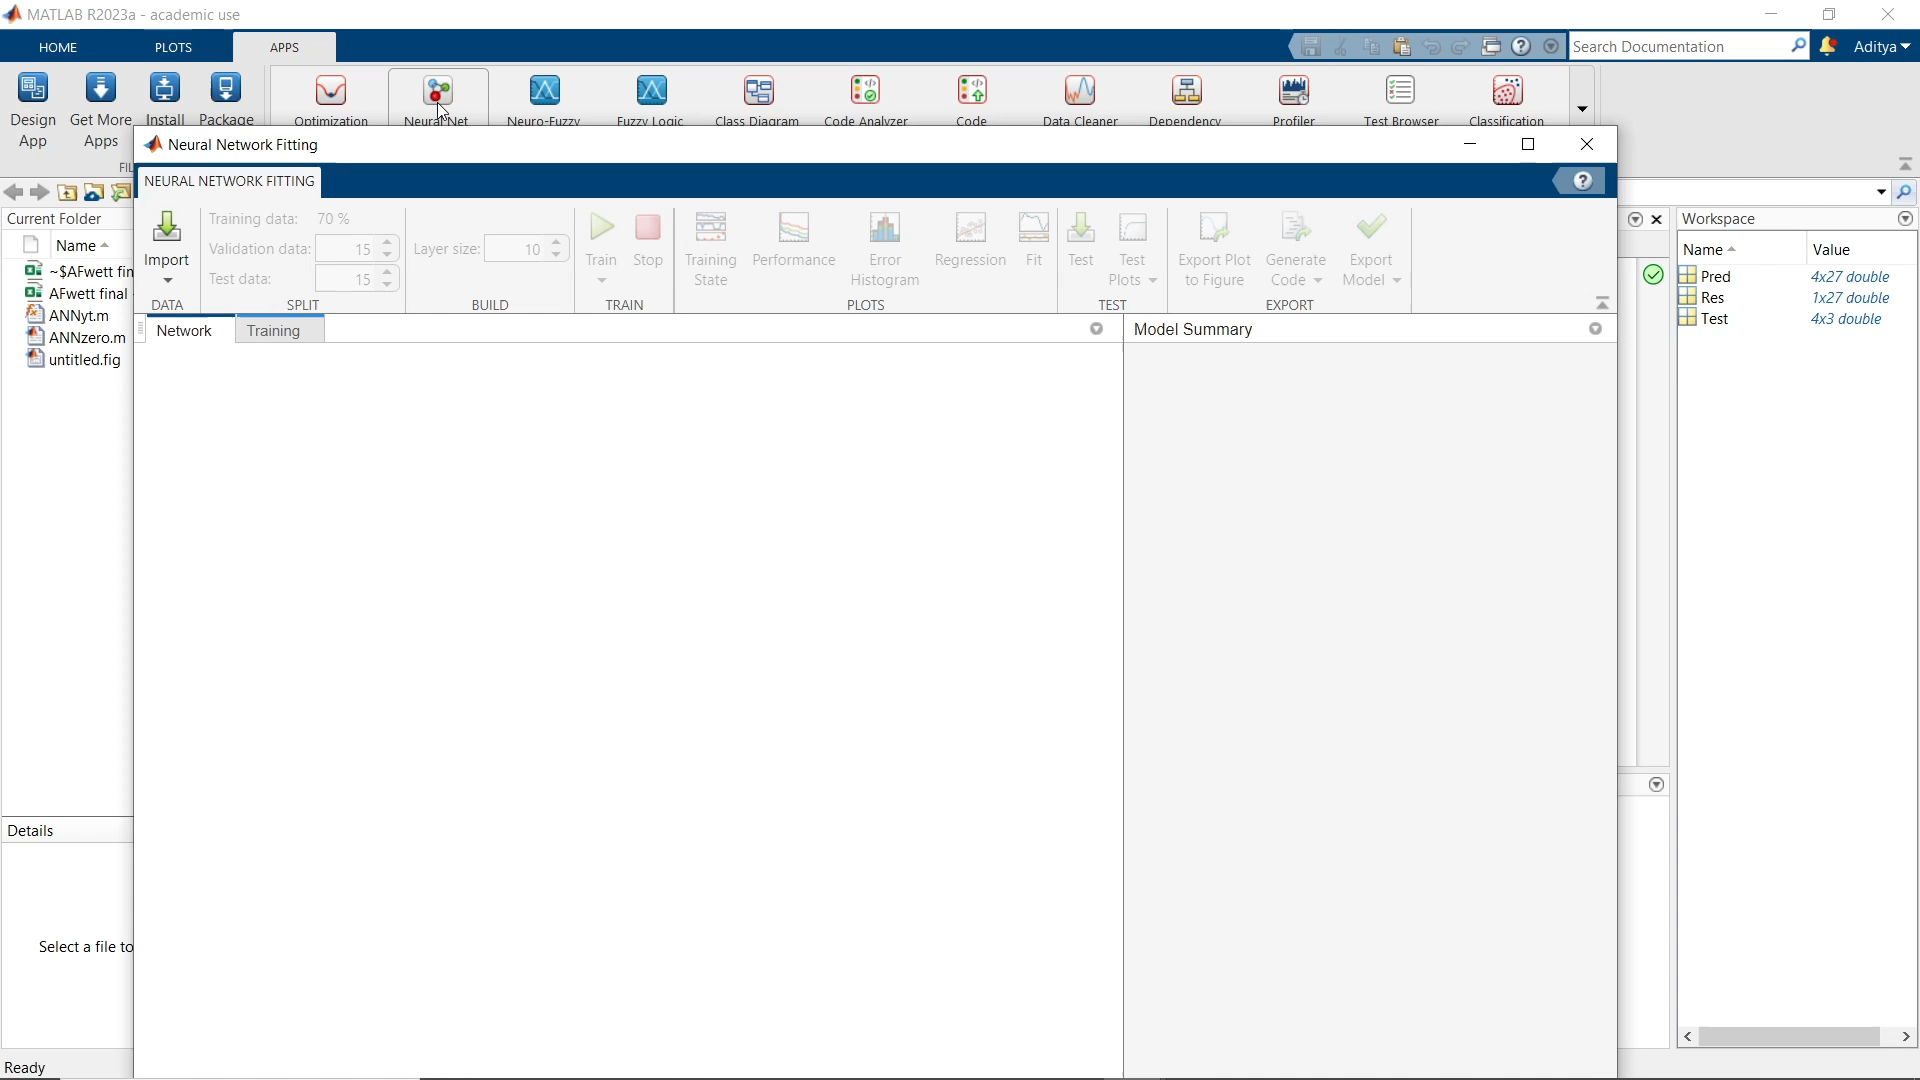 MATLAB R2023a - academic use
HOME
PLOTS
APPS
Search Documentation
Aditya
Design
App
Get More
Apps
Install
Package
Optimization
Neural Net
Neuro-Fuzzy
Fuzzy Logic
Class Diagram
Code Analyzer
Code
Data Cleaner
Dependency
Profiler
Test Browser
Classification
FIL
Neural Network Fitting
NEURAL NETWORK FITTING
Import
DATA
Training data: 70 %
Validation data: 15
Test data: 15
SPLIT
Layer size: 10
BUILD
Train
Stop
TRAIN
Training
State
Performance
Error
Histogram
Regression
Fit
PLOTS
Test
Test
Plots
TEST
Export Plot
to Figure
Generate
Code
Export
Model
EXPORT
Network
Training
Model Summary
Current Folder
Name
~$AFwett fin
AFwett final
ANNyt.m
ANNzero.m
untitled.fig
Details
Select a file to
Ready
Workspace
Name
Value
Pred 4x27 double
Res 1x27 double
Test 4x3 double